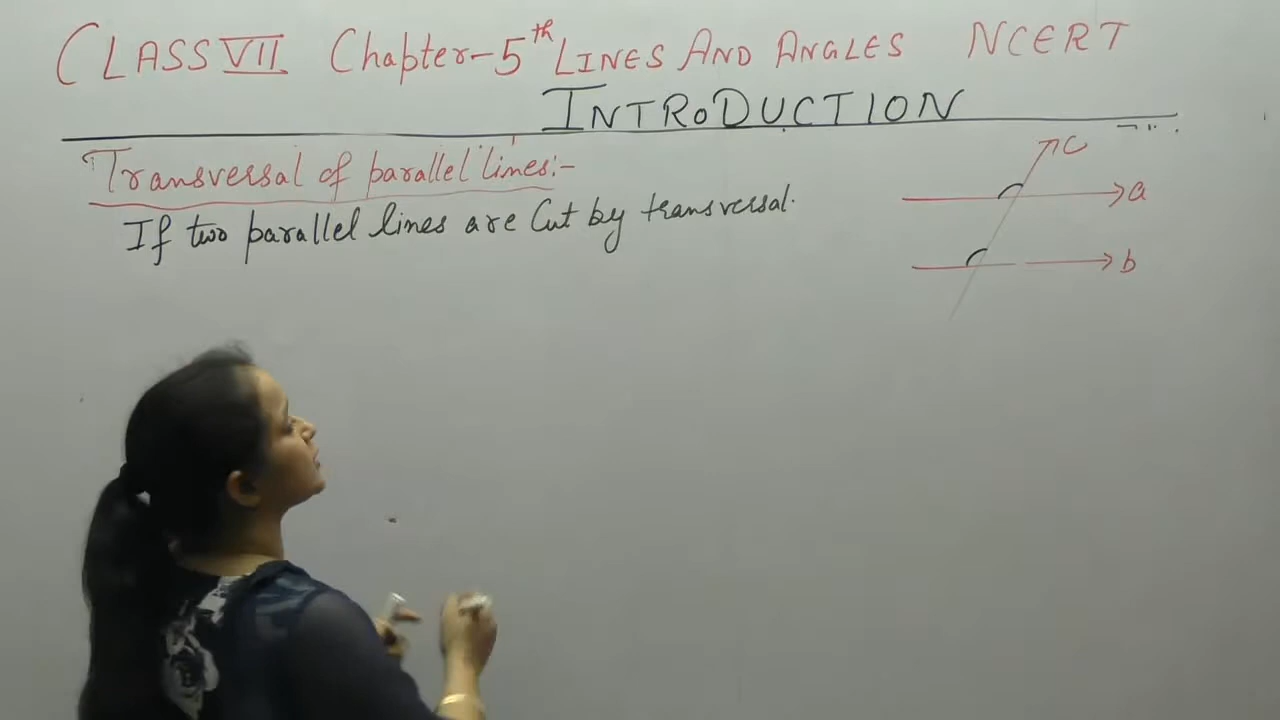 CLASS VII Chapter-5th LINES AND ANGLES NCERT
INTRODUCTION
Transversal of parallel lines:-
If two parallel lines are Cut by transversal.
c
a
b